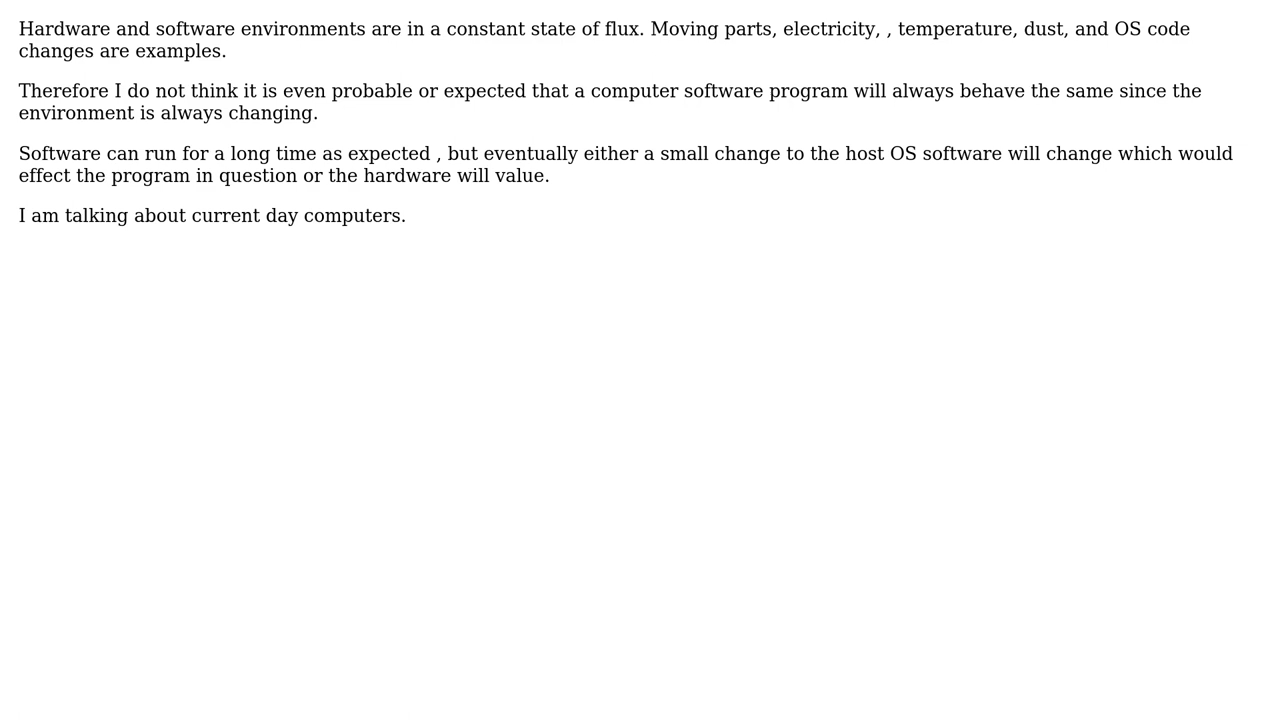 Hardware and software environments are in a constant state of flux. Moving parts, electricity, , temperature, dust, and OS code
changes are examples.
Therefore I do not think it is even probable or expected that a computer software program will always behave the same since the
environment is always changing.
Software can run for a long time as expected , but eventually either a small change to the host OS software will change which would
effect the program in question or the hardware will value.
I am talking about current day computers.